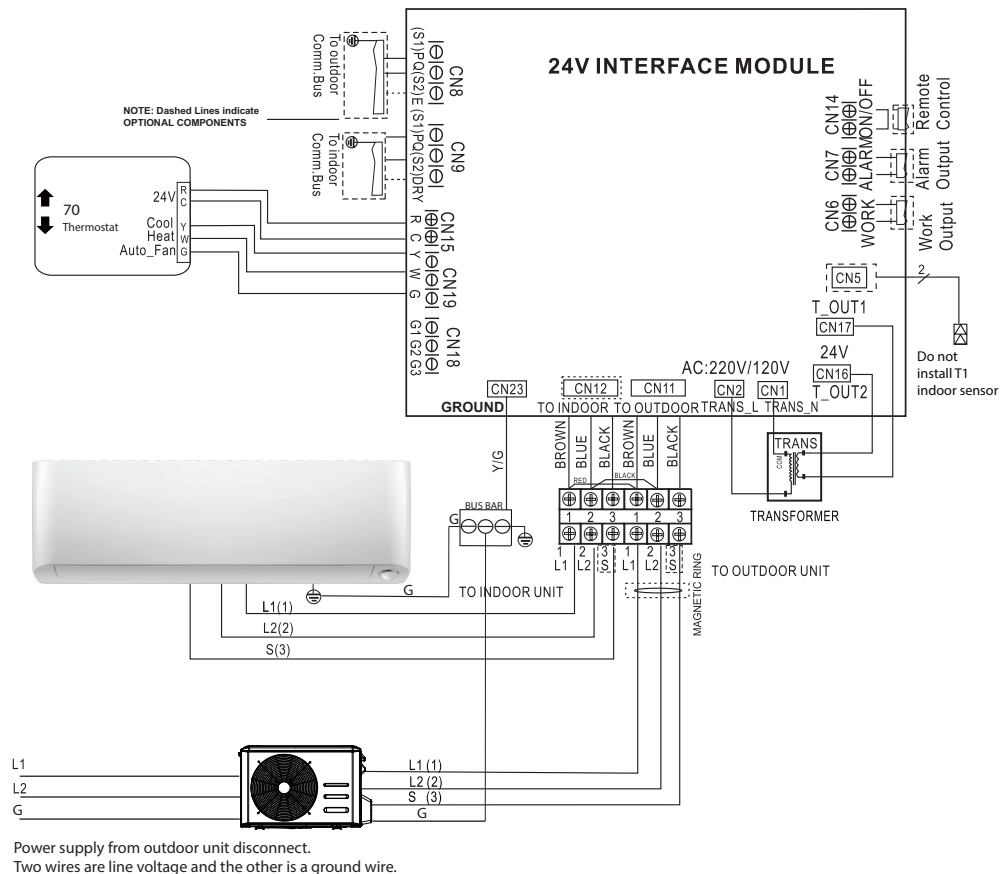 24V INTERFACE MODULE
To outdoor
Comm.Bus
(S1)PQ(S2)E
CN8
NOTE: Dashed Lines indicate
OPTIONAL COMPONENTS
To indoor
Comm.Bus
(S1)PQ(S2)DRY
CN9
70
Thermostat
24V
Cool
Heat
Auto_Fan
R
C
Y
W
G
R
C
Y
W
G
CN15
CN19
G1 G2 G3
CN18
CN14
ON/OFF
Remote
Control
CN7
ALARM
Alarm
Output
CN6
WORK
Work
Output
CN5
2
T_OUT1
CN17
24V
CN16
T_OUT2
Do not
install T1
indoor sensor
AC:220V/120V
CN23
CN12
CN11
CN2
CN1
GROUND
TO INDOOR
TO OUTDOOR
TRANS_L
TRANS_N
Y/G
BROWN
BLUE
BLACK
BROWN
BLUE
BLACK
RED
BLACK
TRANS
COM
TRANSFORMER
BUS BAR
G
1 2 3 1 2 3
1 2 3 1 2 3
L1 L2 S L1 L2 S
MAGNETIC RING
TO INDOOR UNIT
TO OUTDOOR UNIT
G
L1(1)
L2(2)
S(3)
L1
L2
G
L1 (1)
L2 (2)
S (3)
G
Power supply from outdoor unit disconnect.
Two wires are line voltage and the other is a ground wire.